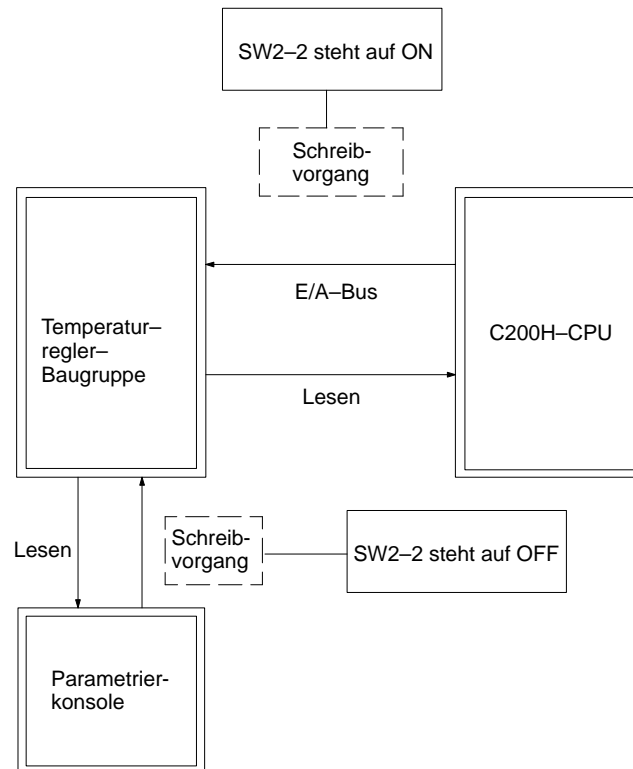 SW2–2 steht auf ON
Schreib-
vorgang
E/A–Bus
Temperatur–
regler–
Baugruppe
C200H–CPU
Lesen
Lesen
Schreib-
vorgang
SW2–2 steht auf OFF
Parametrier-
konsole